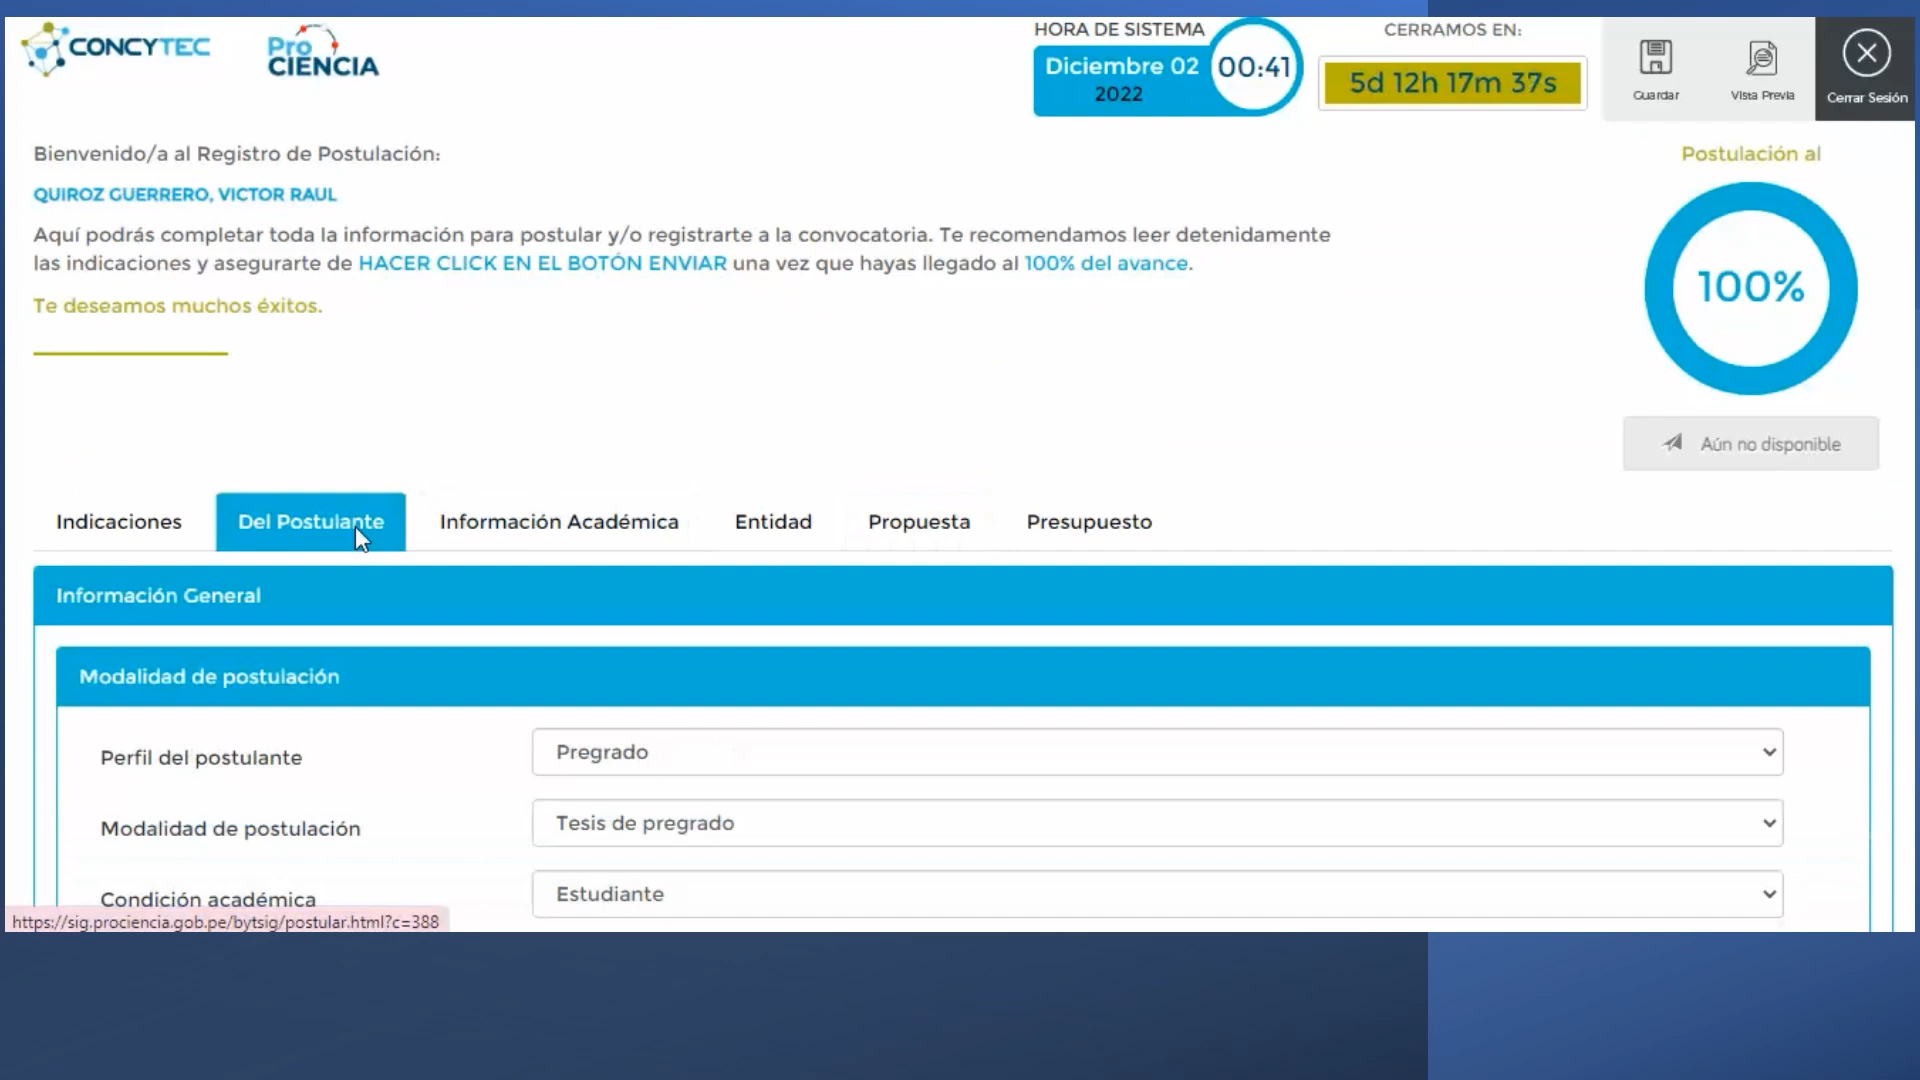 CONCYTEC
Pro
CIENCIA
HORA DE SISTEMA
Diciembre 02
2022
00:41
CERRAMOS EN:
5d 12h 17m 37s
Guardar
Vista Previa
Cerrar Sesión
Bienvenido/a al Registro de Postulación:
QUIROZ GUERRERO, VICTOR RAUL
Aquí podrás completar toda la información para postular y/o registrarte a la convocatoria. Te recomendamos leer detenidamente
las indicaciones y asegurarte de HACER CLICK EN EL BOTÓN ENVIAR una vez que hayas llegado al 100% del avance.
Te deseamos muchos éxitos.
Postulación al
100%
Aún no disponible
Indicaciones
Del Postulante
Información Académica
Entidad
Propuesta
Presupuesto
Información General
Modalidad de postulación
Perfil del postulante
Pregrado
Modalidad de postulación
Tesis de pregrado
Condición académica
Estudiante
https://sig.prociencia.gob.pe/bytsig/postular.html?c=388